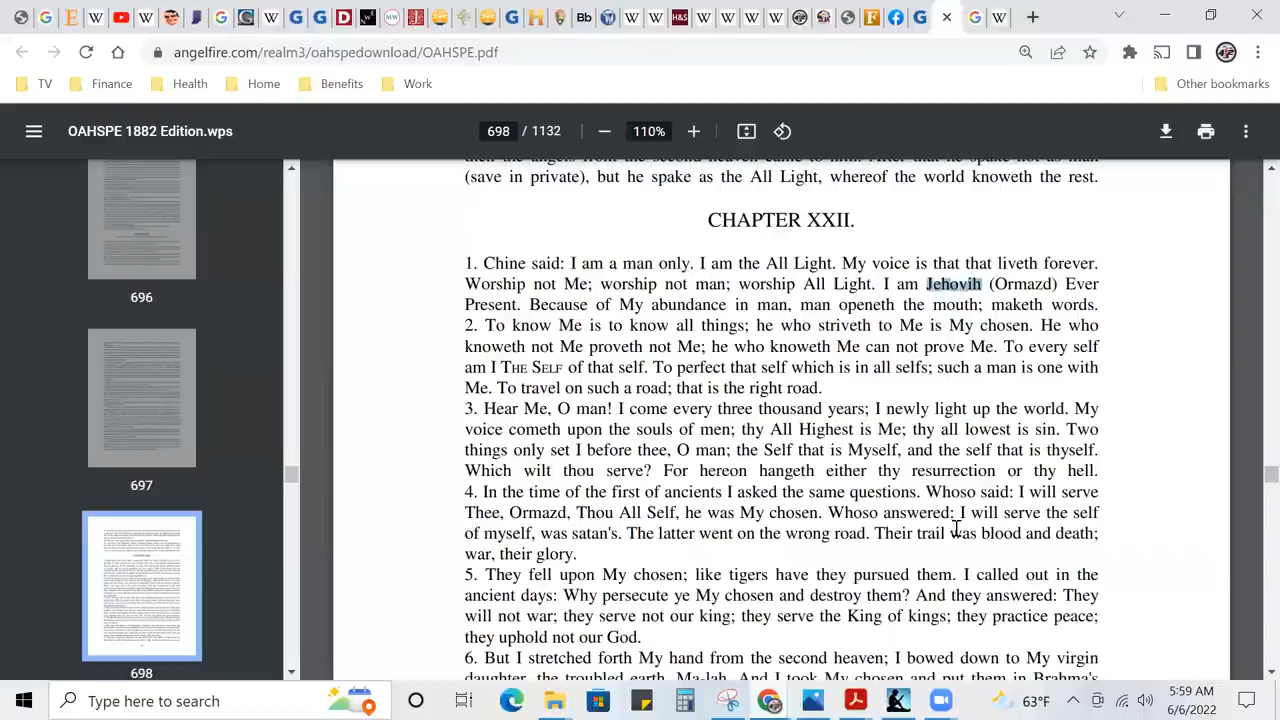 angelfire.com/realm3/oahspedownload/OAHSPE.pdf
TV Finance Health Home Benefits Work Other bookmarks
OAHSPE 1882 Edition.wps 698 / 1132 110%
(save in private), but he spake as the All Light, whereof the world knoweth the rest.
CHAPTER XXII.
1. Chine said: I am a man only. I am the All Light. My voice is that that liveth forever.
Worship not Me; worship not man; worship All Light. I am Jehovih (Ormazd) Ever
Present. Because of My abundance in man, man openeth the mouth; maketh words.
2. To know Me is to know all things; he who striveth to Me is My chosen. He who
knoweth not Me proveth not Me; he who knoweth Me can not prove Me. To every self
am I THE SELF of that self. To perfect that self which is in all selfs; such a man is one with
Me. To travel on such a road; that is the right road.
3. Hear Me, O man! I come every three thousand years; I newly light up the world. My
voice cometh upon the souls of men; thy All Highest is Me; thy all lowest is sin. Two
things only set I before thee, O man; the Self that is Myself, and the self that is thyself.
Which wilt thou serve? For hereon hangeth either thy resurrection or thy hell.
4. In the time of the first of ancients I asked the same questions. Whoso said: I will serve
Thee, Ormazd, Thou All Self, he was My chosen. Whoso answered: I will serve the self
of myself, was satan's. The latter went on the wrong road. Their trail was blood and death;
war, their glory.
5. They fell upon My chosen; like tigers have they pursued them. I called out in the
ancient days: Why persecute ye My chosen and destroy them? And they answered: They
will not war; they serve not our king; they serve the King of kings; they practice peace;
they uphold not our God.
6. But I stretched forth My hand from the second heaven; I bowed down to My virgin
daughter, the troubled earth, Ma-lah. And I took My chosen and put them in Brahma's
696
697
698
Type here to search
63°F
5:59 AM
6/6/2022